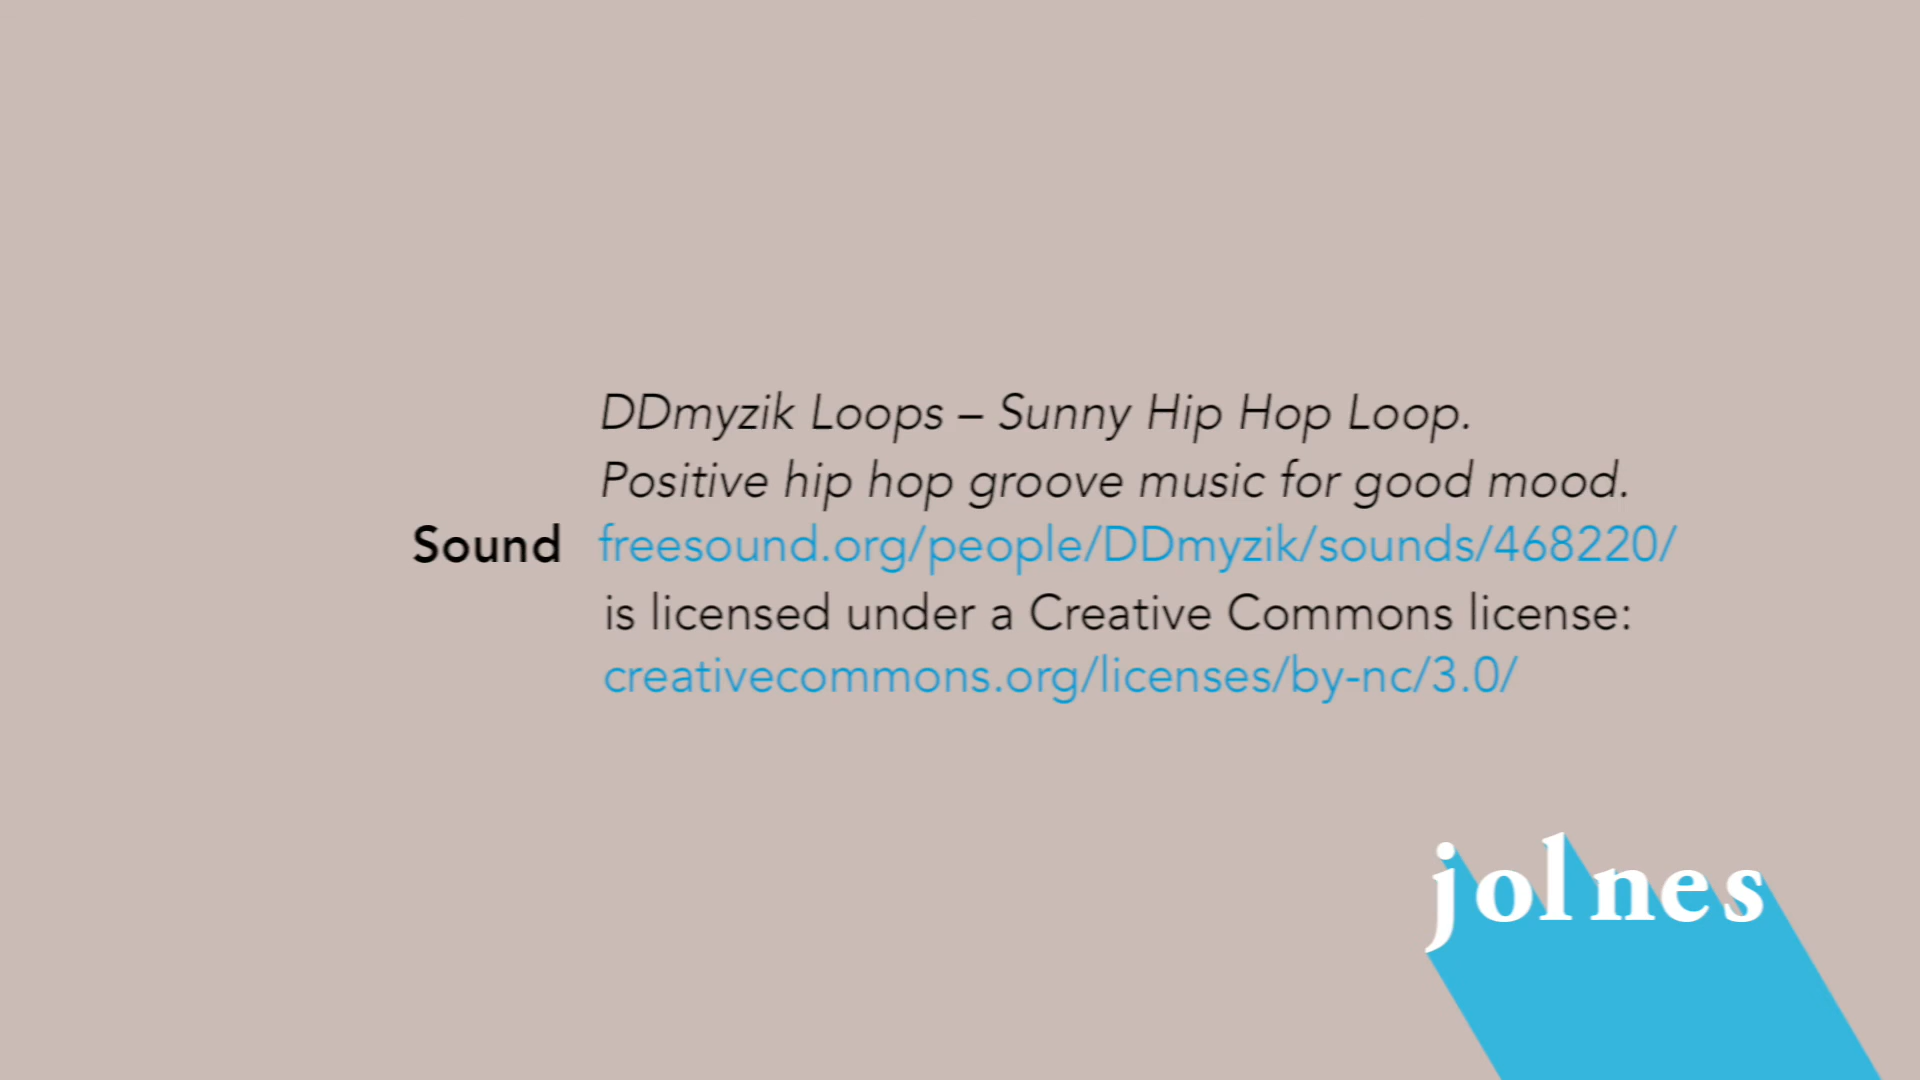 DDmyzik Loops – Sunny Hip Hop Loop.
Positive hip hop groove music for good mood.
Sound freesound.org/people/DDmyzik/sounds/468220/
is licensed under a Creative Commons license:
creativecommons.org/licenses/by-nc/3.0/
jolnes